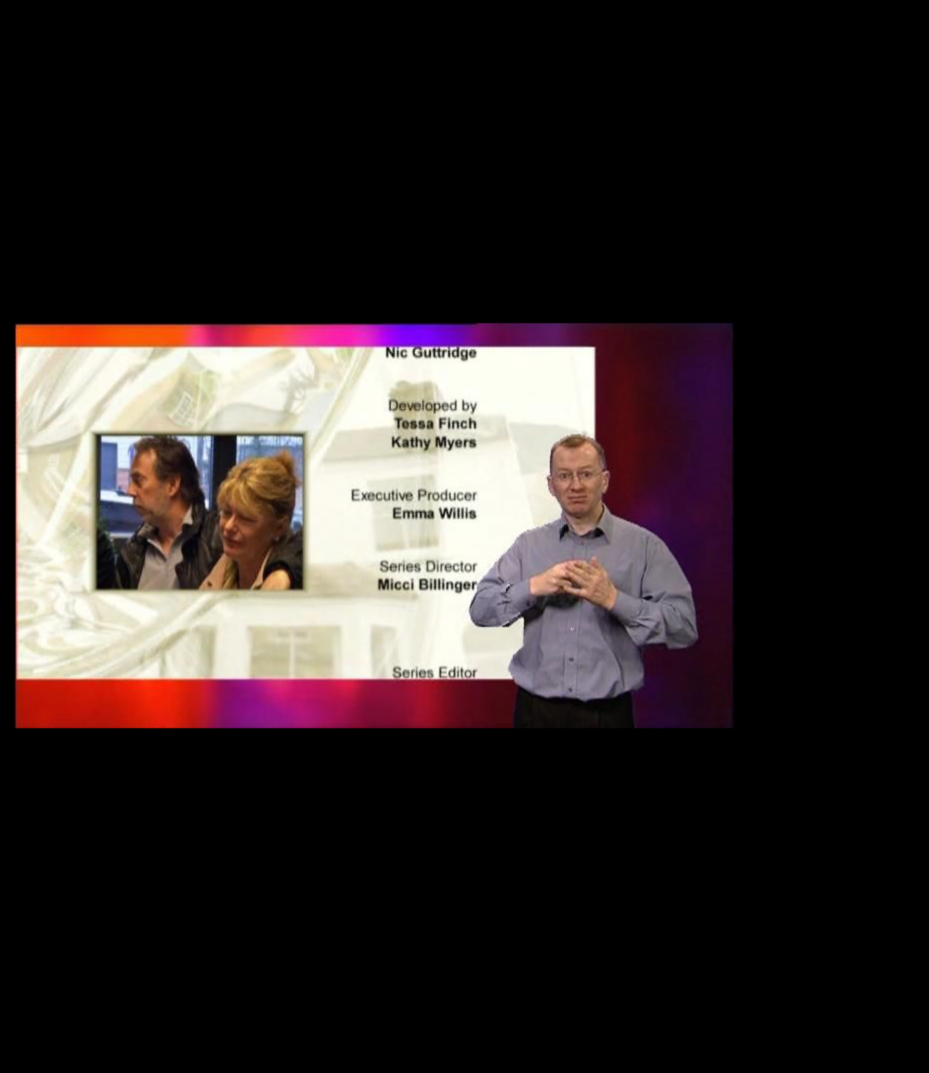 Nic Guttridge
Developed by
Tessa Finch
Kathy Myers
Executive Producer
Emma Willis
Series Director
Micci Billinger
Series Editor